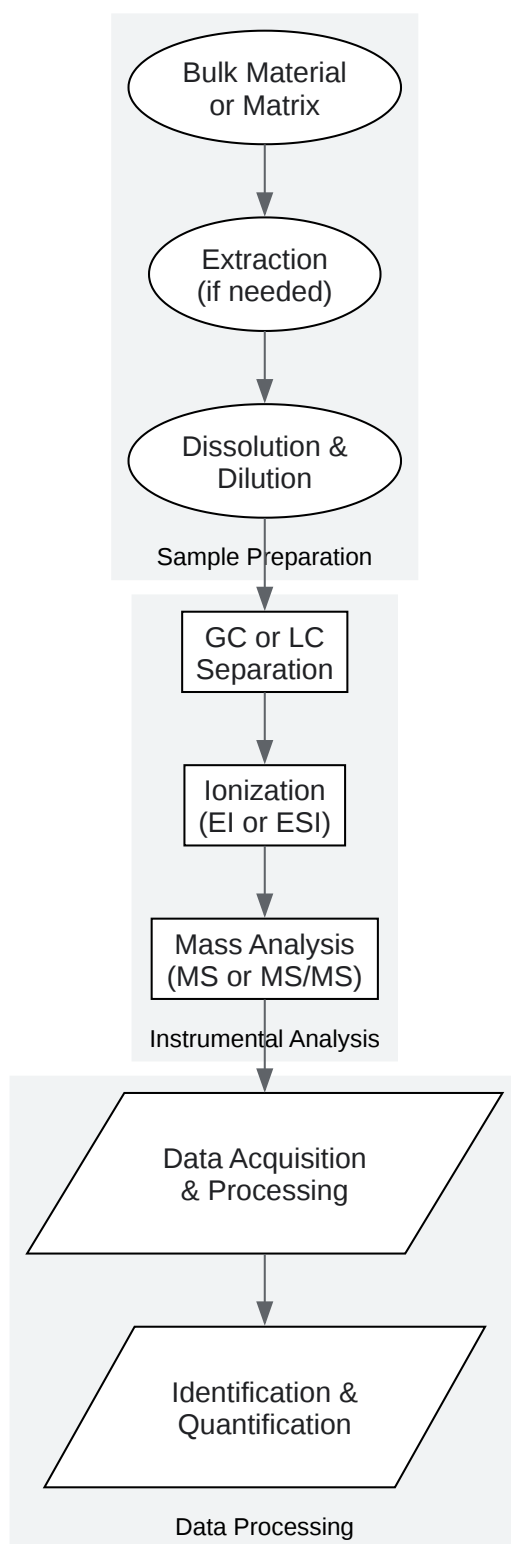 Bulk Material
or Matrix
Extraction
(if needed)
Dissolution &
Dilution
Sample Preparation
GC or LC
Separation
Ionization
(EI or ESI)
Mass Analysis
(MS or MS/MS)
Instrumental Analysis
Data Acquisition
& Processing
Identification &
Quantification
Data Processing